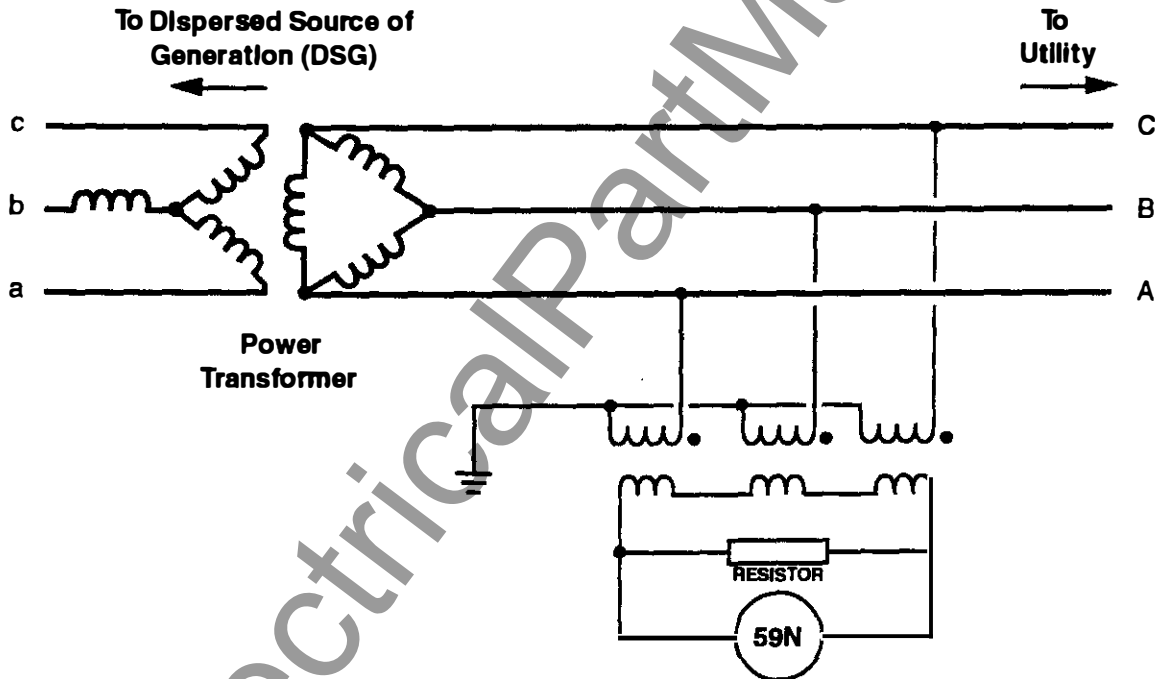 To Dispersed Source of
Generation (DSG)
To
Utility
c
C
b
B
a
A
Power
Transformer
RESISTOR
59N